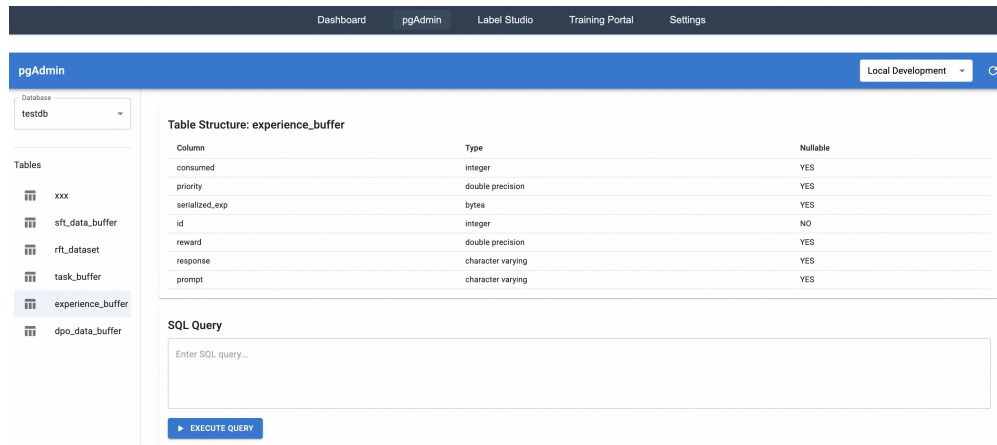 Dashboard pgAdmin Label Studio Training Portal Settings
pgAdmin Local Development
Database
testdb
Tables
xxx
sft_data_buffer
rft_dataset
task_buffer
experience_buffer
dpo_data_buffer
Table Structure: experience_buffer
Column Type Nullable
consumed integer YES
priority double precision YES
serialized_exp bytea YES
id integer NO
reward double precision YES
response character varying YES
prompt character varying YES
SQL Query
Enter SQL query...
EXECUTE QUERY